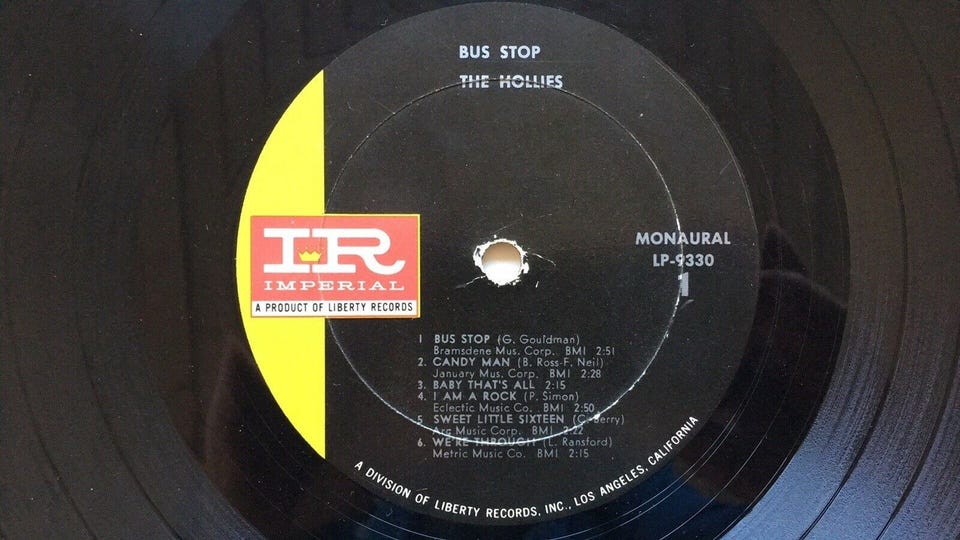 BUS STOP
THE HOLLIES
MONAURAL
LP-9330
1
IR
IMPERIAL
A PRODUCT OF LIBERTY RECORDS
1 BUS STOP (G. Gouldman)
Bramsdene Mus. Corp. BMI 2:51
2. CANDY MAN (B. Ross-F. Neil)
January Mus. Corp. BMI 2:28
3. BABY THAT'S ALL 2:15
4. I AM A ROCK (P. Simon)
Eclectic Music Co. BMI 2:50
5 SWEET LITTLE SIXTEEN (C. Berry)
Arc Music Corp. BMI 2:22
6. WE'RE THROUGH (L. Ransford)
Metric Music Co. BMI 2:15
A DIVISION OF LIBERTY RECORDS, INC., LOS ANGELES, CALIFORNIA